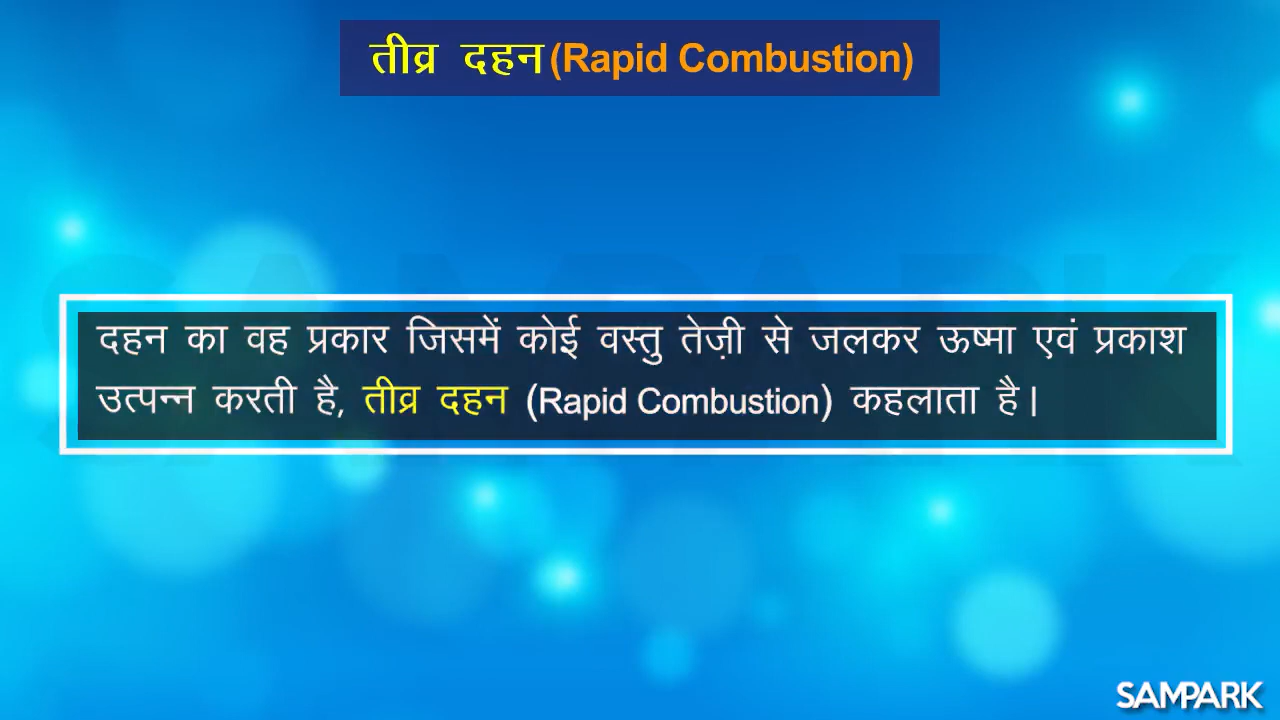 तीव्र दहन (Rapid Combustion)
दहन का वह प्रकार जिसमें कोई वस्तु तेज़ी से जलकर ऊष्मा एवं प्रकाश
उत्पन्न करती है, तीव्र दहन (Rapid Combustion) कहलाता है।
SAMPARK